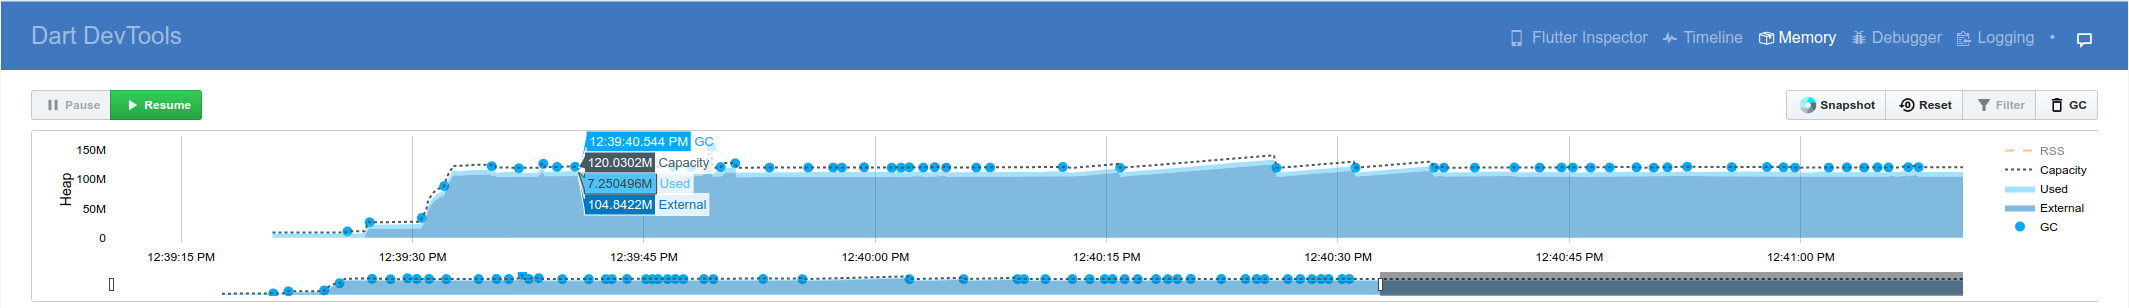 Dart DevTools
Flutter Inspector Timeline Memory Debugger Logging •
Pause Resume Snapshot Reset Filter GC
12:39:40.544 PM GC
120.0302M Capacity
7.250496M Used
104.8422M External
Heap
150M
100M
50M
0
12:39:15 PM 12:39:30 PM 12:39:45 PM 12:40:00 PM 12:40:15 PM 12:40:30 PM 12:40:45 PM 12:41:00 PM
RSS
Capacity
Used
External
GC